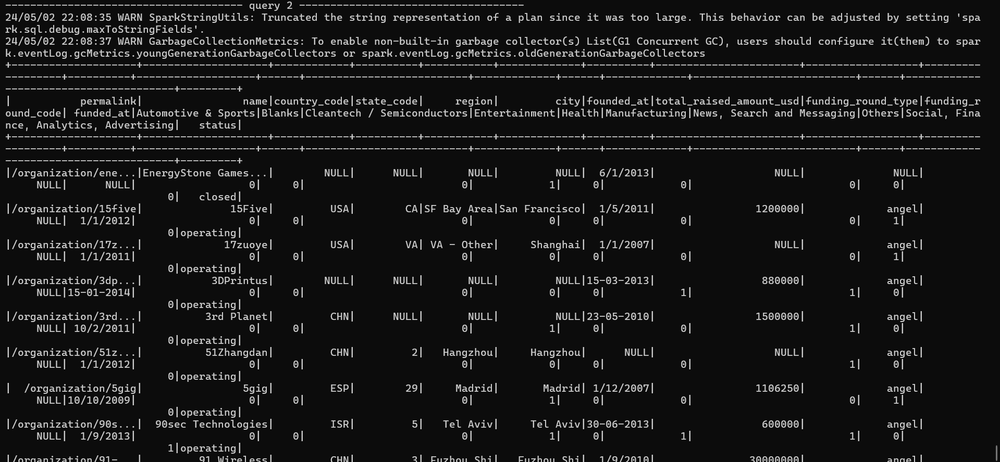 -------------------------------------- query 2 ------------------------------------
24/05/02 22:08:35 WARN SparkStringUtils: Truncated the string representation of a plan since it was too large. This behavior can be adjusted by setting 'spa
rk.sql.debug.maxToStringFields'.
24/05/02 22:08:37 WARN GarbageCollectionMetrics: To enable non-built-in garbage collector(s) List(G1 Concurrent GC), users should configure it(them) to spar
k.eventLog.gcMetrics.youngGenerationGarbageCollectors or spark.eventLog.gcMetrics.oldGenerationGarbageCollectors
+--------------------+--------------------+------------+----------+-----------+-------------+----------+-----------------------+------------------+---------
---------+----------+-------------------+------+--------------------------+-------------+------+-------------+--------------------------+------+------------
---------------------------+---------+
|           permalink|                name|country_code|state_code|     region|         city|founded_at|total_raised_amount_usd|funding_round_type|funding_r
ound_code| funded_at|Automotive & Sports|Blanks|Cleantech / Semiconductors|Entertainment|Health|Manufacturing|News, Search and Messaging|Others|Social, Fina
nce, Analytics, Advertising|   status|
+--------------------+--------------------+------------+----------+-----------+-------------+----------+-----------------------+------------------+---------
---------+----------+-------------------+------+--------------------------+-------------+------+-------------+--------------------------+------+------------
---------------------------+---------+
|/organization/ene...|EnergyStone Games...|        NULL|      NULL|       NULL|         NULL|  6/1/2013|                   NULL|              NULL|
     NULL|      NULL|                  0|     0|                         0|            1|     0|            0|                         0|     0|
                          0|   closed|
|/organization/15five|              15Five|         USA|        CA|SF Bay Area|San Francisco|  1/5/2011|                1200000|             angel|
     NULL|  1/1/2012|                  0|     0|                         0|            0|     0|            0|                         0|     1|
                          0|operating|
|/organization/17z...|             17zuoye|         USA|        VA| VA - Other|     Shanghai|  1/1/2007|                   NULL|             angel|
     NULL|  1/1/2011|                  0|     0|                         0|            0|     0|            0|                         0|     1|
                          0|operating|
|/organization/3dp...|           3DPrintus|        NULL|      NULL|       NULL|         NULL|15-03-2013|                 880000|             angel|
     NULL|15-01-2014|                  0|     0|                         0|            0|     0|            1|                         1|     0|
                          0|operating|
|/organization/3rd...|          3rd Planet|         CHN|      NULL|       NULL|         NULL|23-05-2010|                1500000|             angel|
     NULL| 10/2/2011|                  0|     0|                         0|            1|     0|            0|                         1|     0|
                          0|operating|
|/organization/51z...|          51Zhangdan|         CHN|         2|   Hangzhou|     Hangzhou|      NULL|                   NULL|             angel|
     NULL|  1/1/2012|                  0|     0|                         0|            0|     0|            0|                         1|     0|
                          0|operating|
|  /organization/5gig|                5gig|         ESP|        29|     Madrid|       Madrid| 1/12/2007|                1106250|             angel|
     NULL|10/10/2009|                  0|     0|                         0|            1|     0|            0|                         0|     1|
                          0|operating|
|/organization/90s...|  90sec Technologies|         ISR|         5|   Tel Aviv|     Tel Aviv|30-06-2013|                 600000|             angel|
     NULL|  1/9/2013|                  0|     0|                         0|            1|     0|            1|                         1|     0|
                          1|operating|
|/organization/91-...|         91 Wireless|         CHN|         3| Fuzhou Shi|   Fuzhou Shi|  1/9/2010|               30000000|             angel|